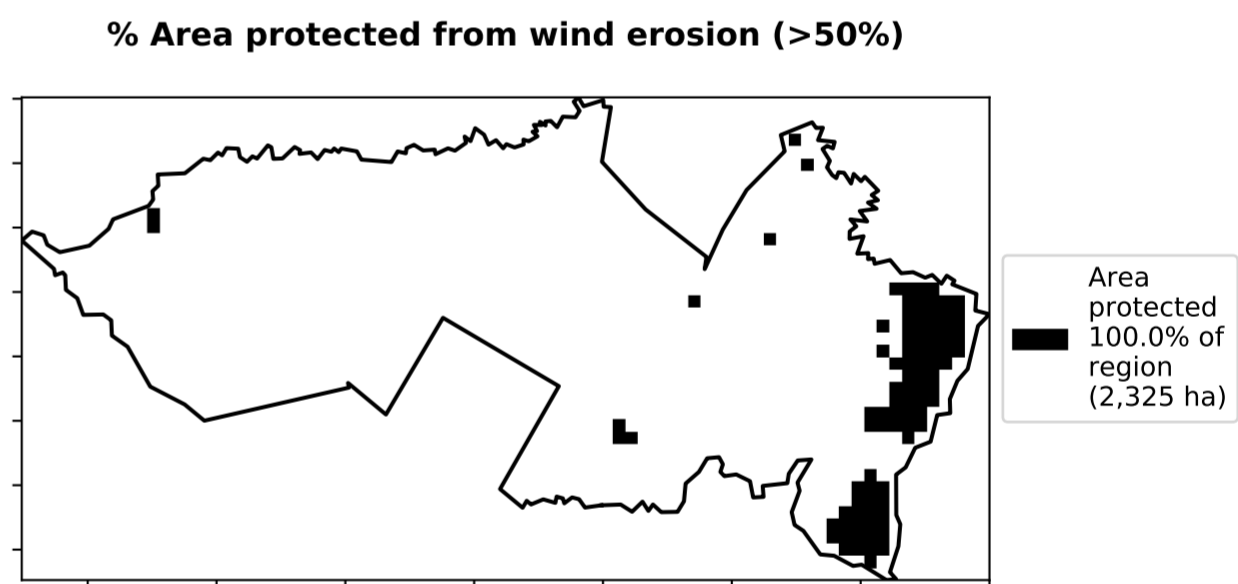 % Area protected from wind erosion (>50%)
Area
protected
100.0% of
region
(2,325 ha)